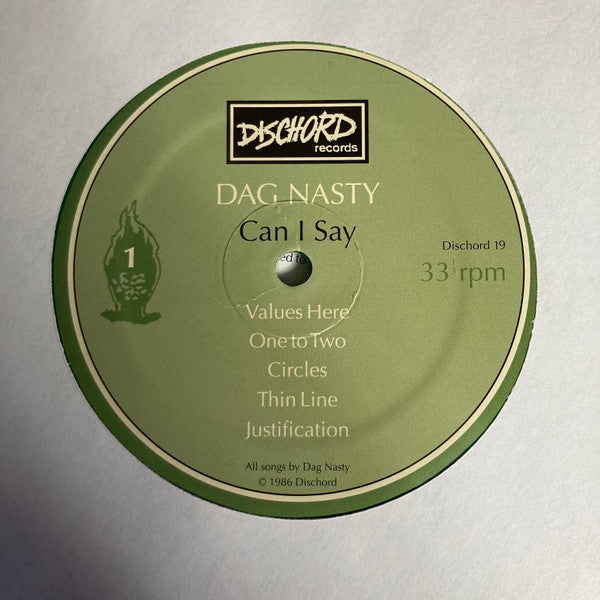 DISCHORD
records
DAG NASTY
Can I Say
1
Dischord 19
33⅓ rpm
Values Here
One to Two
Circles
Thin Line
Justification
All songs by Dag Nasty
© 1986 Dischord